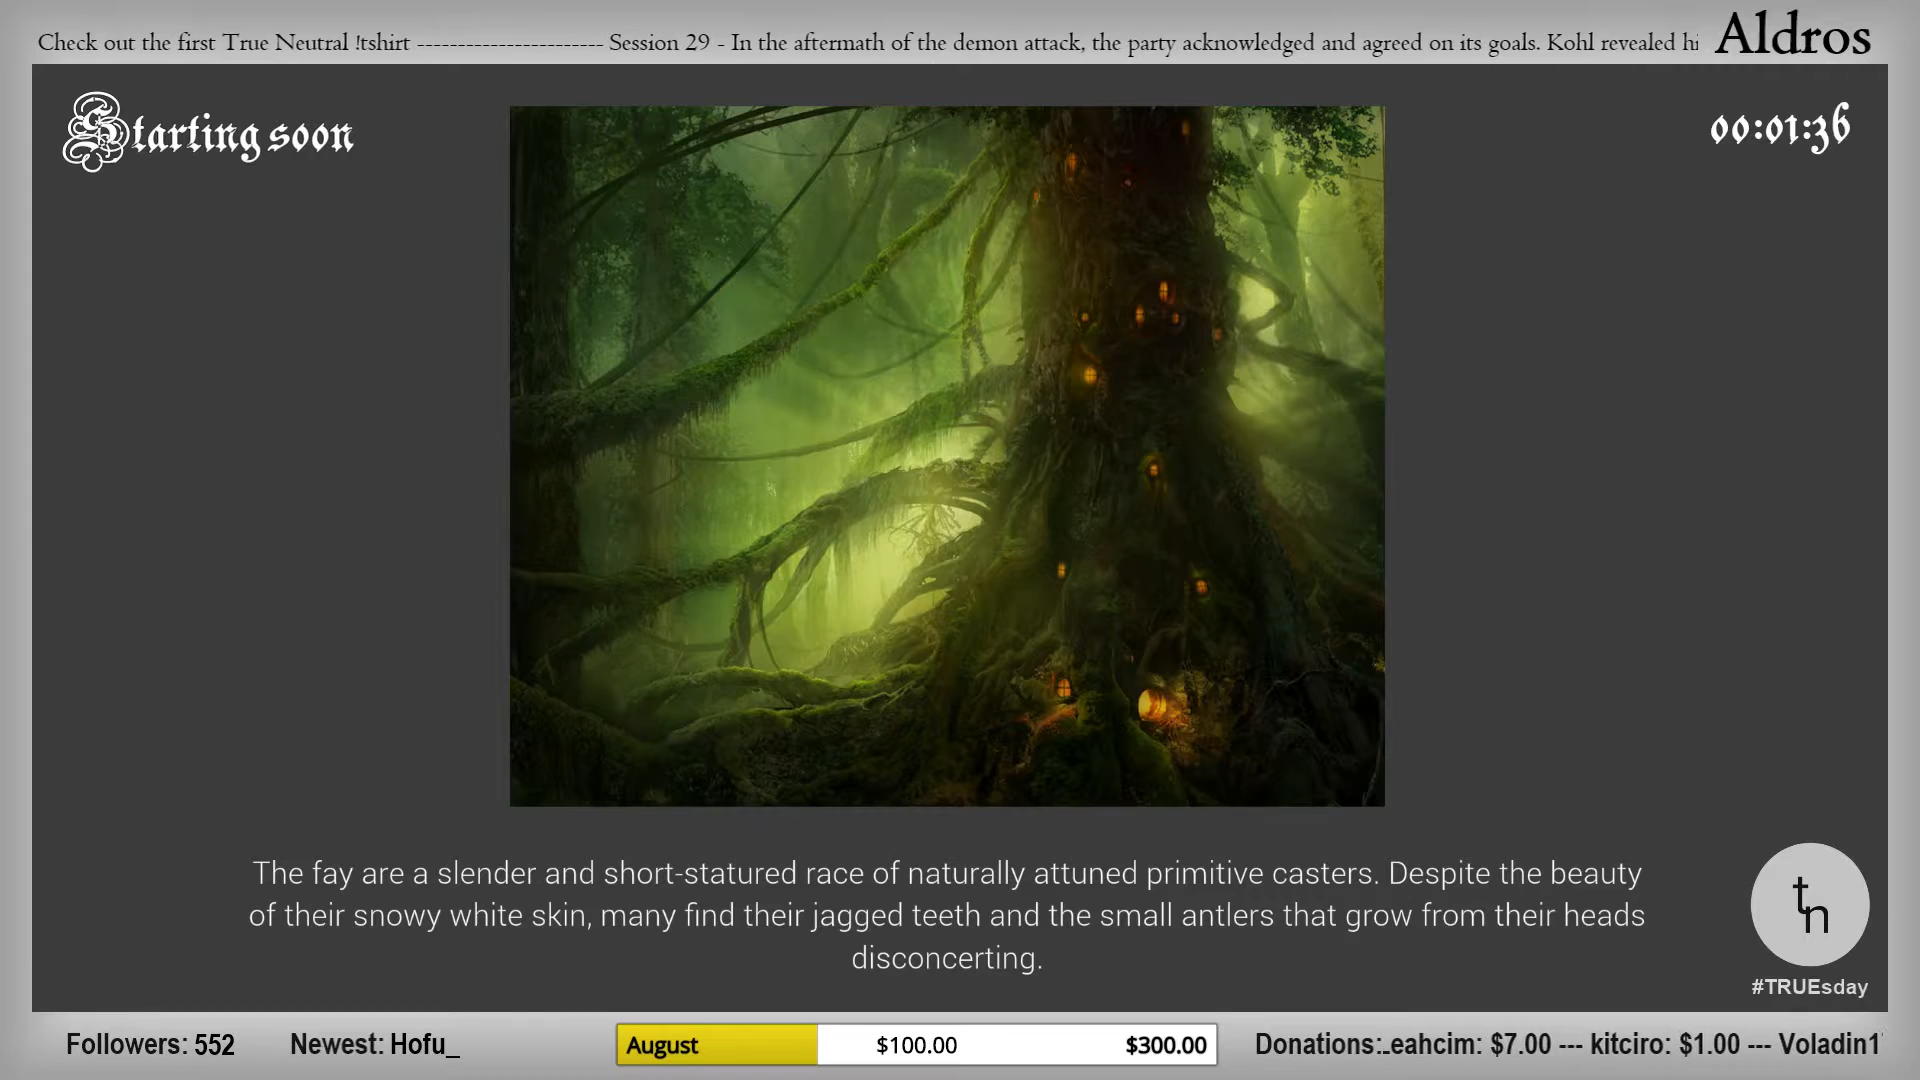 Check out the first True Neutral !tshirt ----------------------- Session 29 - In the aftermath of the demon attack, the party acknowledged and agreed on its goals. Kohl revealed hi
Aldros
Starting soon
00:01:36
The fay are a slender and short-statured race of naturally attuned primitive casters. Despite the beauty
of their snowy white skin, many find their jagged teeth and the small antlers that grow from their heads
disconcerting.
tn
#TRUEsday
Followers: 552
Newest: Hofu_
August $100.00 $300.00
Donations: eahcim: $7.00 --- kitciro: $1.00 --- Voladin1